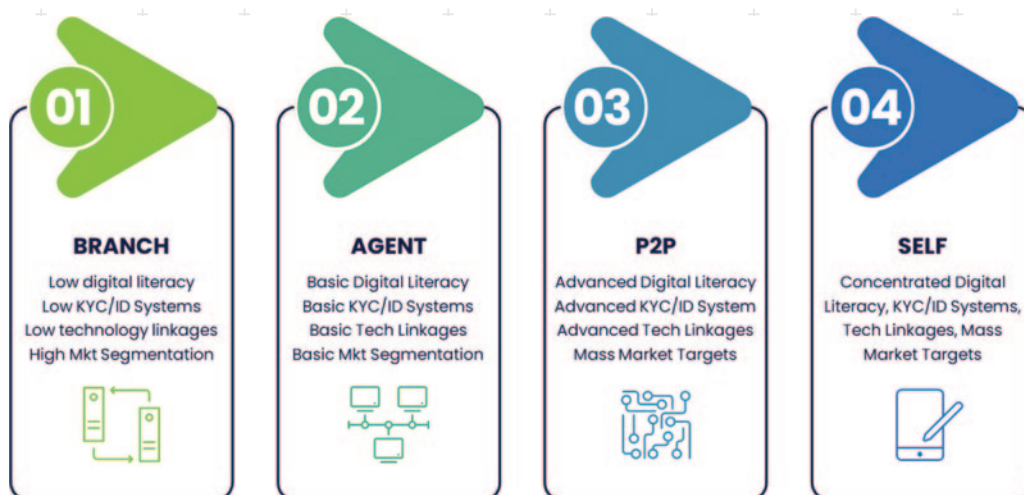 01
BRANCH
Low digital literacy
Low KYC/ID Systems
Low technology linkages
High Mkt Segmentation
02
AGENT
Basic Digital Literacy
Basic KYC/ID Systems
Basic Tech Linkages
Basic Mkt Segmentation
03
P2P
Advanced Digital Literacy
Advanced KYC/ID System
Advanced Tech Linkages
Mass Market Targets
04
SELF
Concentrated Digital
Literacy, KYC/ID Systems,
Tech Linkages, Mass
Market Targets